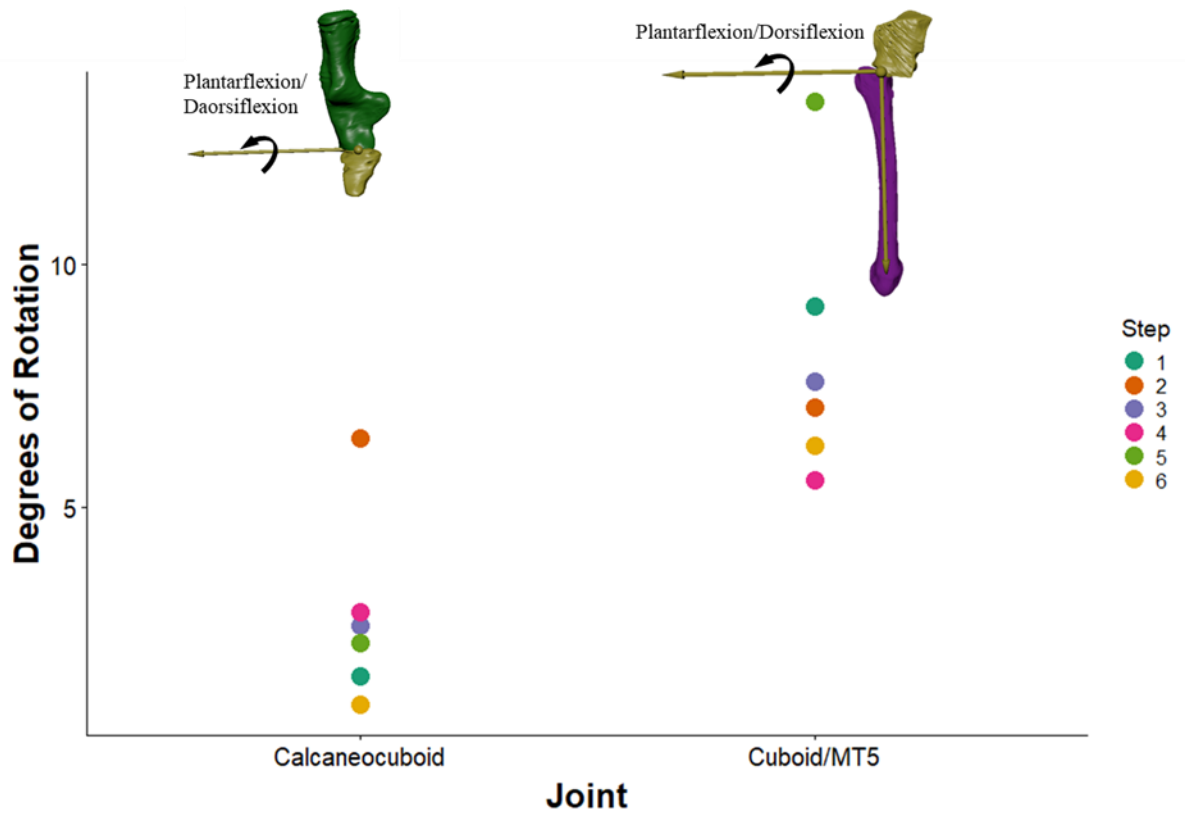 Plantarflexion/Dorsiflexion
Plantarflexion/
Daorsiflexion
Degrees of Rotation
10
5
Calcaneocuboid
Cuboid/MT5
Joint
Step
1
2
3
4
5
6